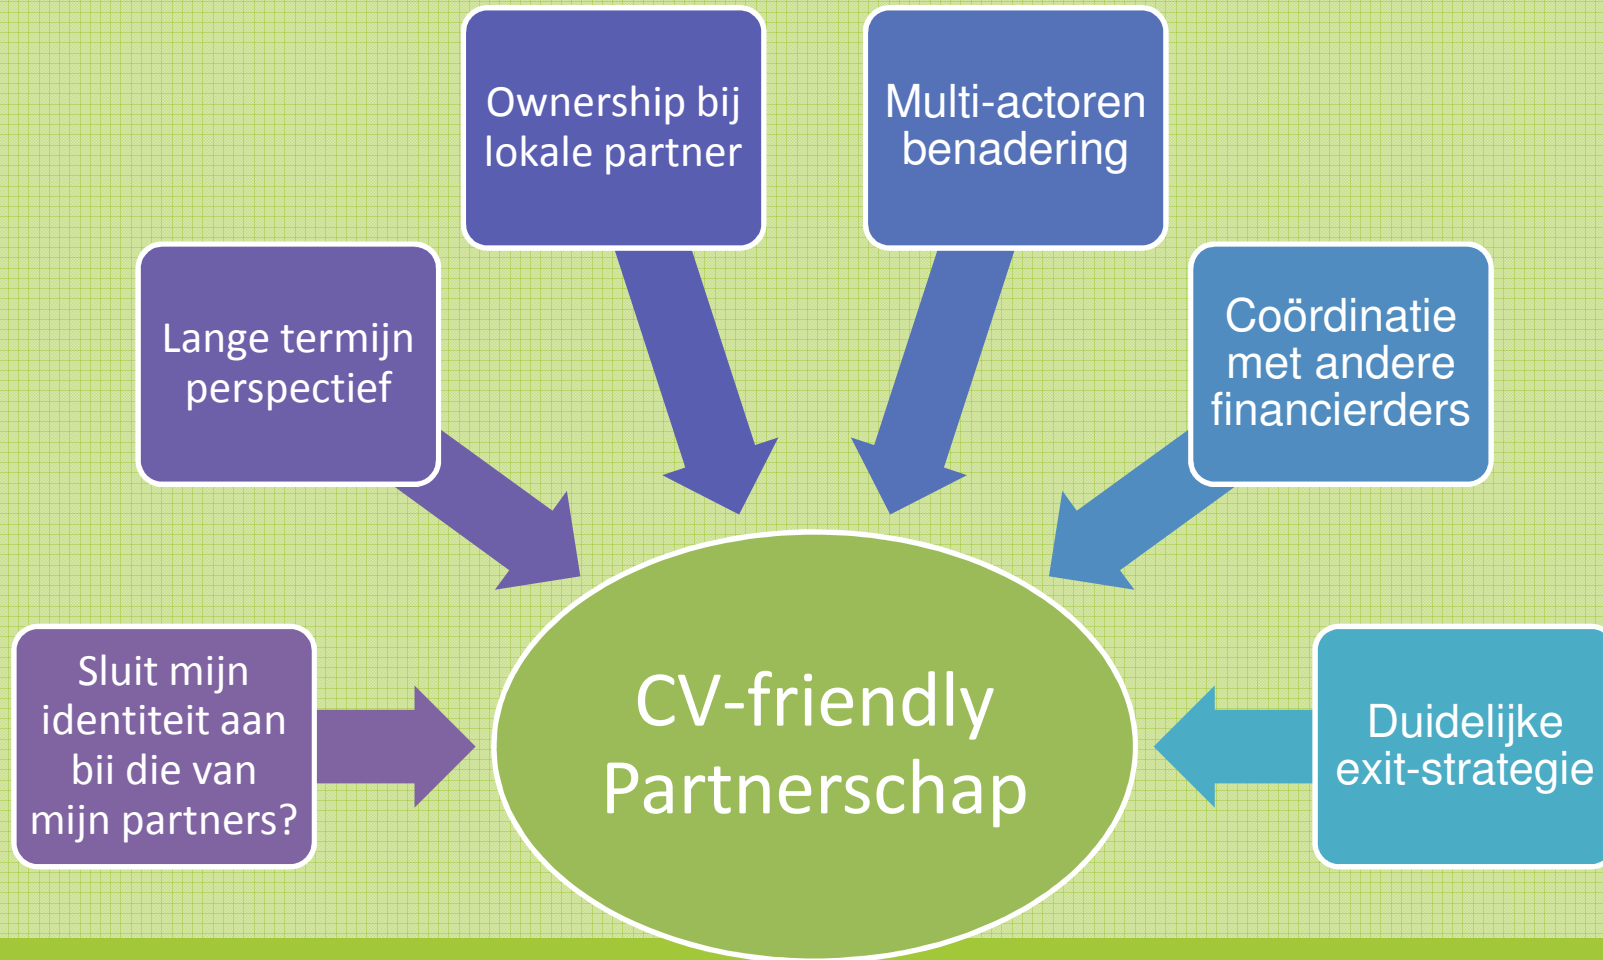 Ownership bij
lokale partner
Multi-actoren
benadering
Lange termijn
perspectief
Coördinatie
met andere
financierders
Sluit mijn
identiteit aan
bii die van
mijn partners?
CV-friendly
Partnerschap
Duidelijke
exit-strategie